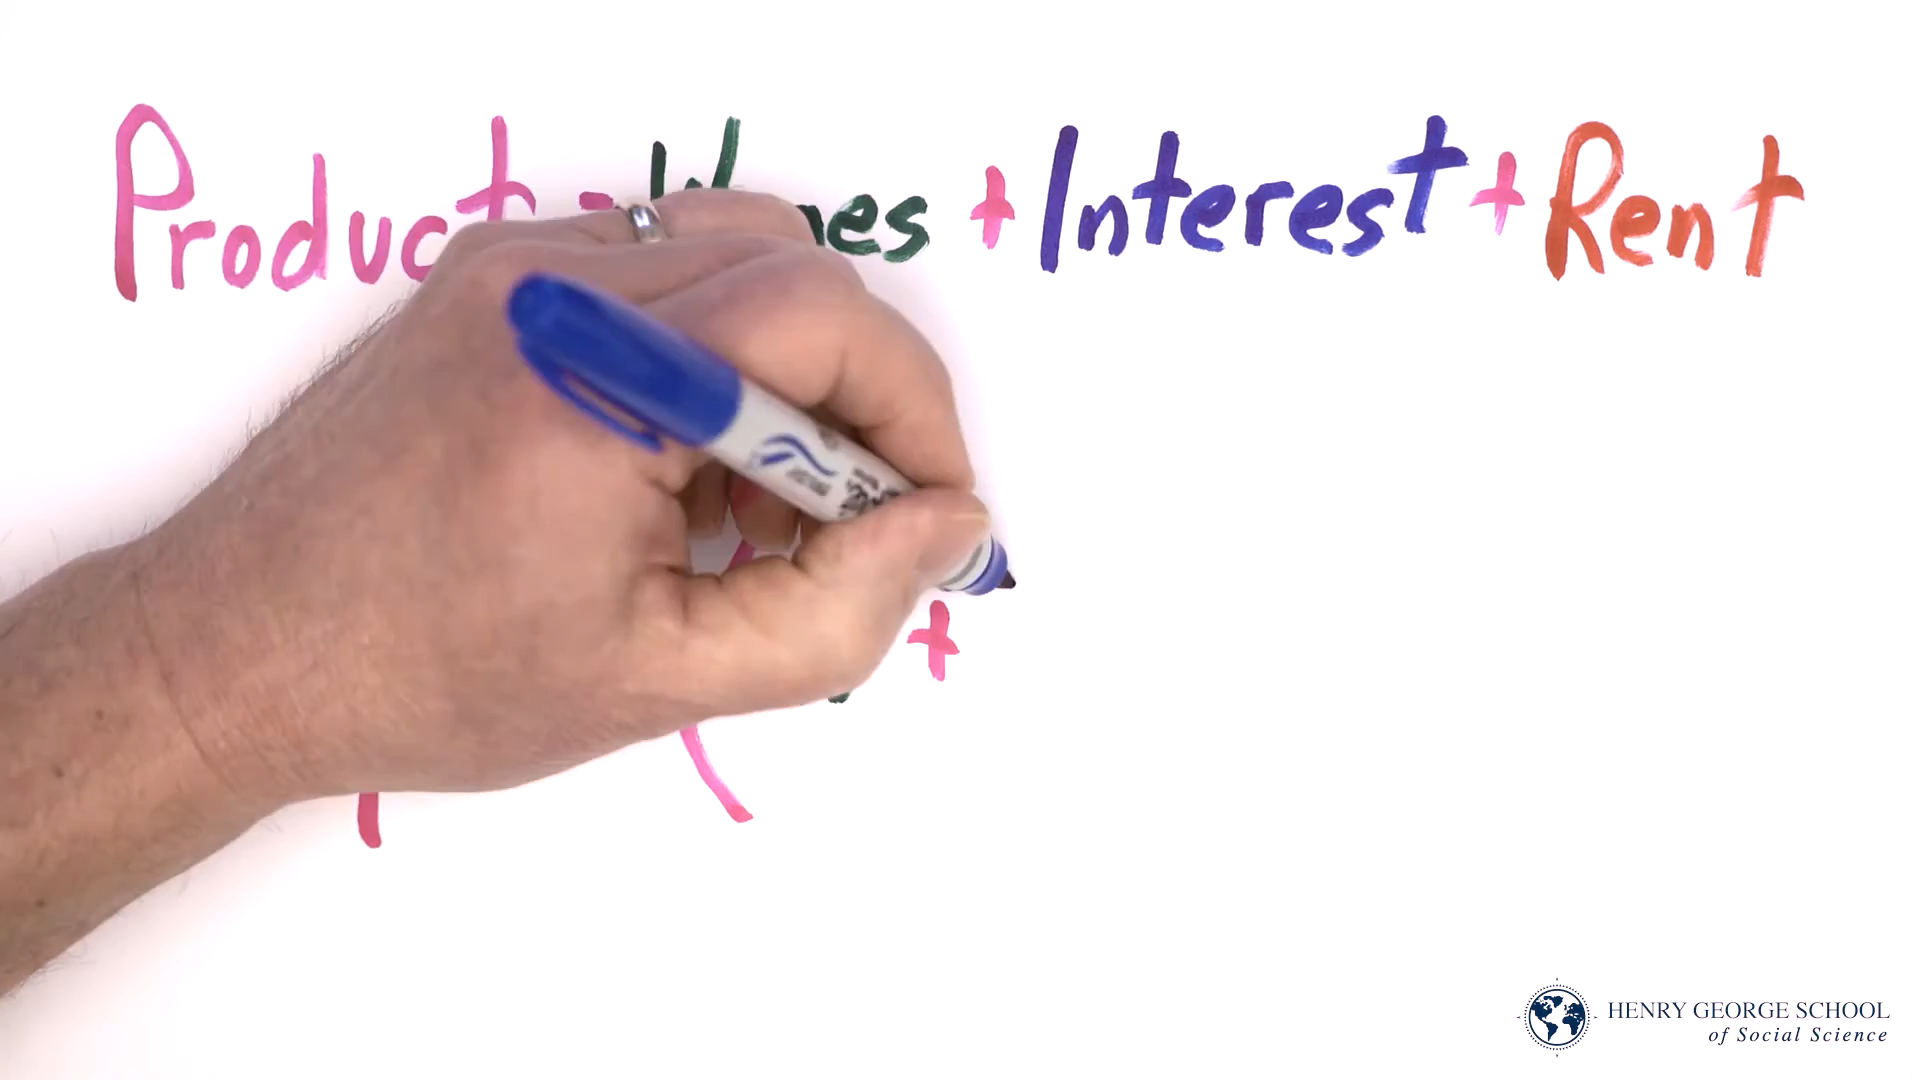 Product - Wages + Interest + Rent
+
HENRY GEORGE SCHOOL
of Social Science